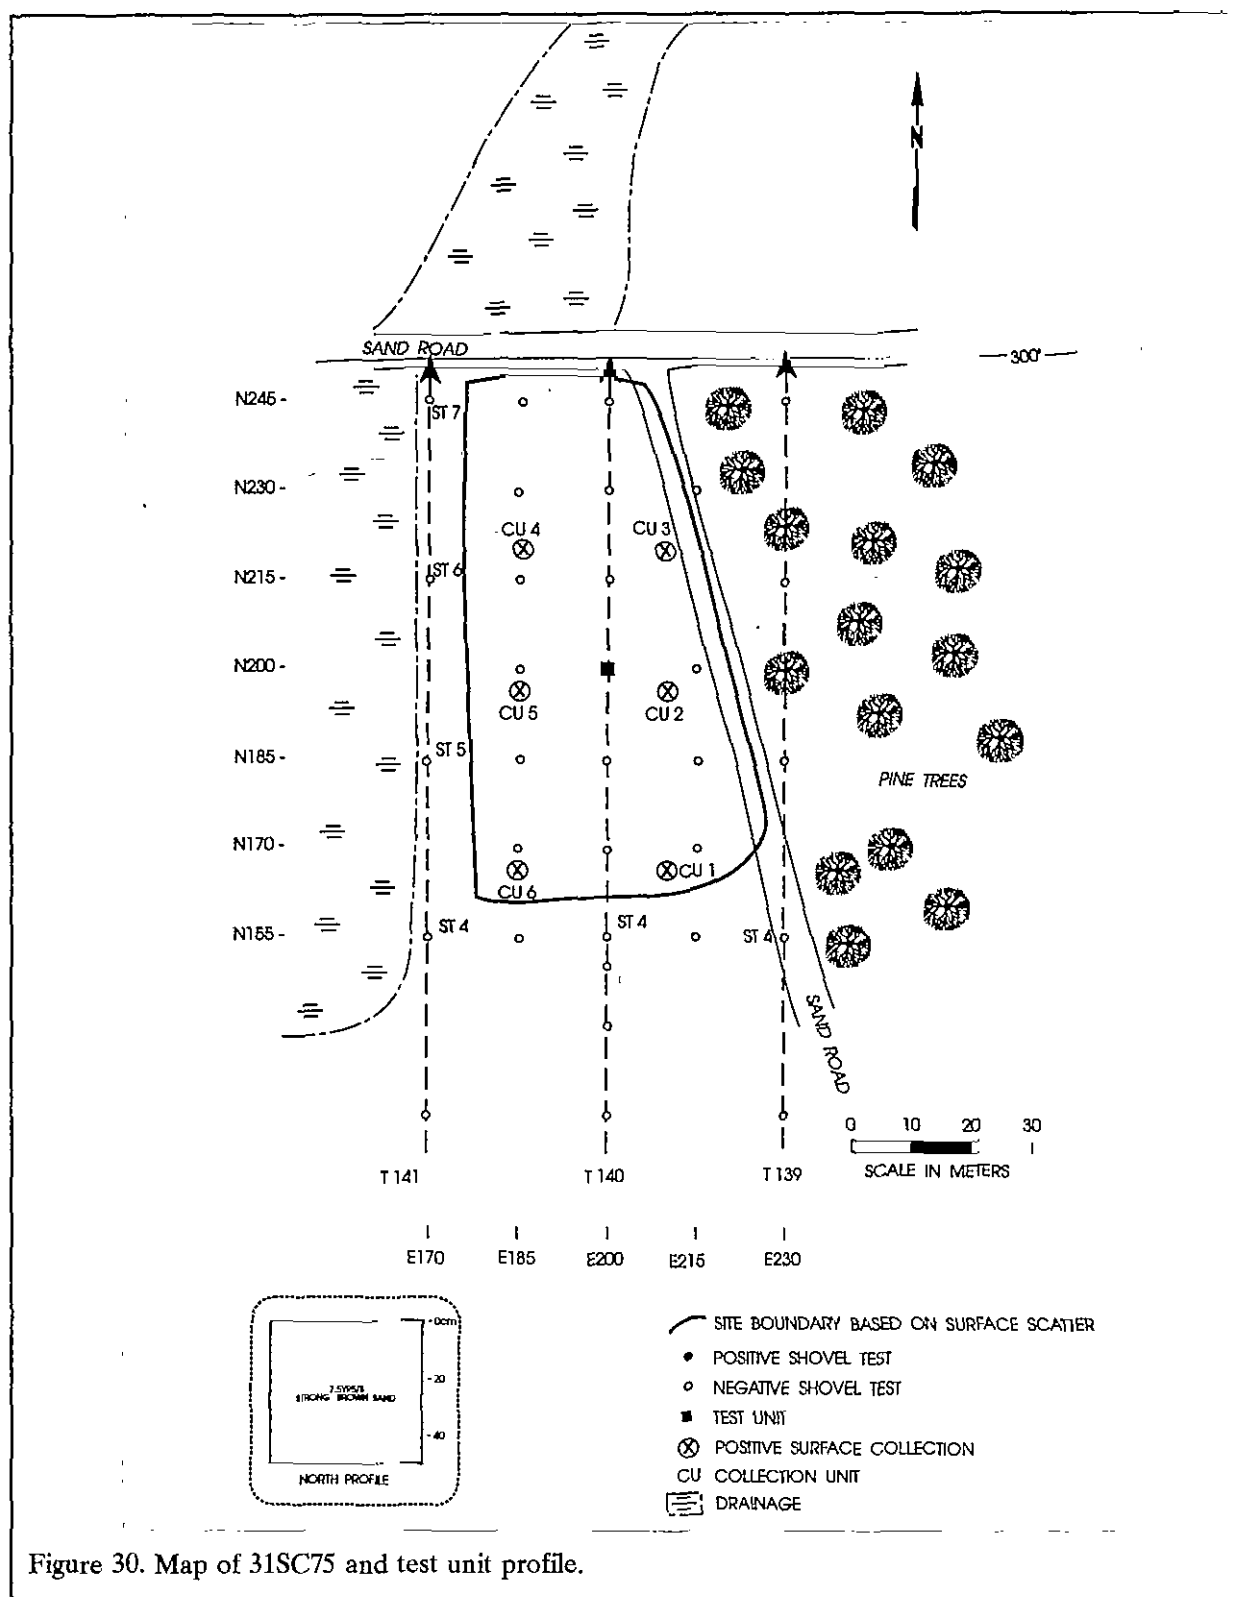 N
SAND ROAD
300'
N245 -
ST 7
N230 -
CU 4
CU 3
ST 6
N215 -
N200 -
CU 5
CU 2
ST 5
N185 -
PINE TREES
N170 -
CU 1
CU 6
ST 4
ST 4
ST 4
N155 -
SAND ROAD
0 10 20 30
SCALE IN METERS
T 141
T 140
T 139
E170
E185
E200
E215
E230
0cm
20
40
STRONG BROWN SAND
NORTH PROFILE
SITE BOUNDARY BASED ON SURFACE SCATTER
POSITIVE SHOVEL TEST
NEGATIVE SHOVEL TEST
TEST UNIT
POSITIVE SURFACE COLLECTION
CU COLLECTION UNIT
DRAINAGE
Figure 30. Map of 31SC75 and test unit profile.